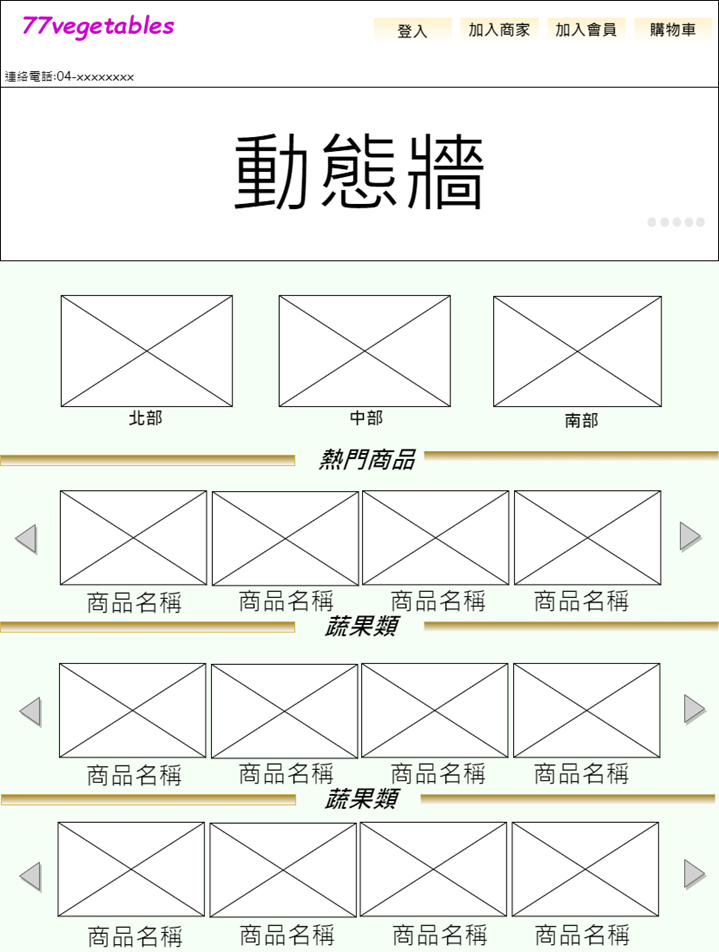 77vegetables
登入 加入商家 加入會員 購物車
連絡電話:04-xxxxxxxx
動態牆
北部 中部 南部
熱門商品
商品名稱 商品名稱 商品名稱 商品名稱
蔬果類
商品名稱 商品名稱 商品名稱 商品名稱
蔬果類
商品名稱 商品名稱 商品名稱 商品名稱